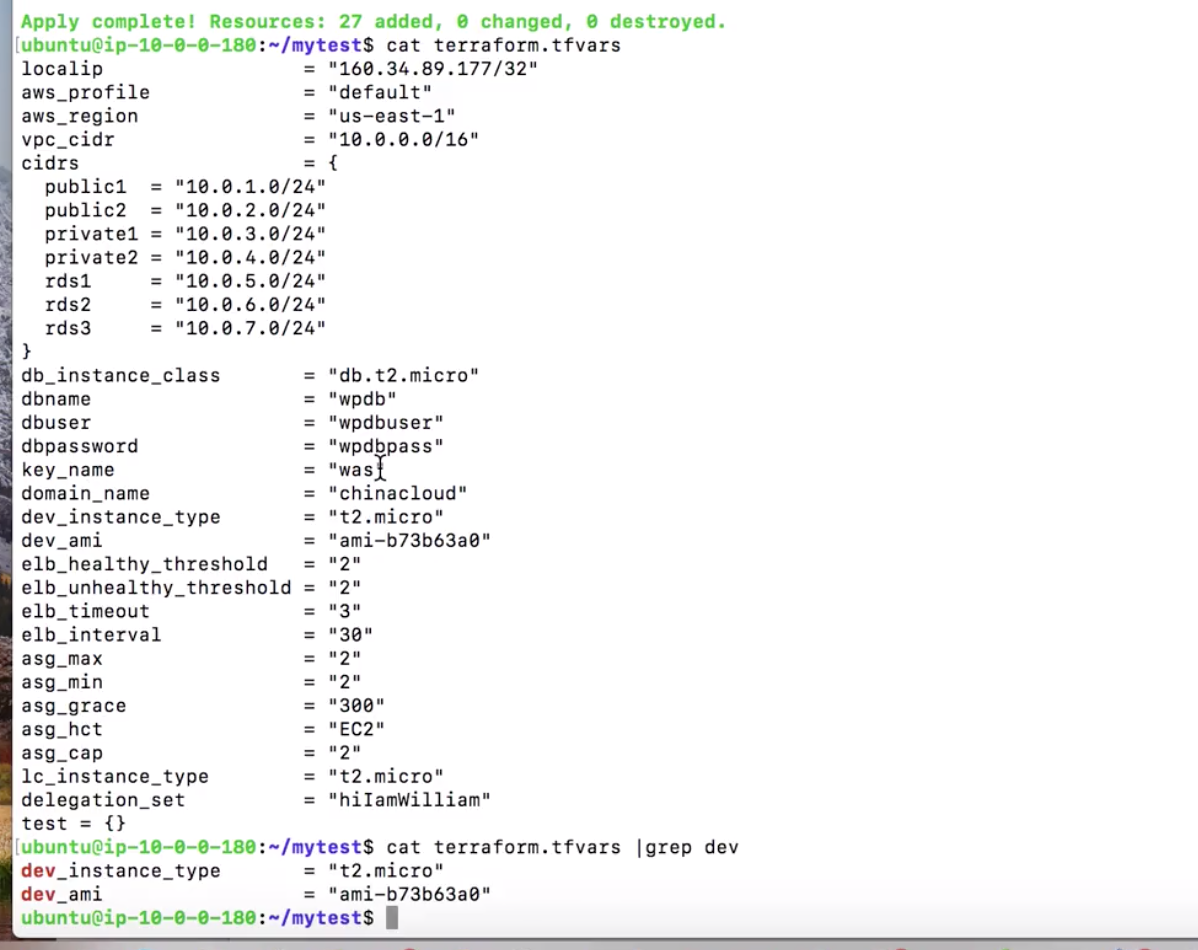 Apply complete! Resources: 27 added, 0 changed, 0 destroyed.
[ubuntu@ip-10-0-0-180:~/mytest$ cat terraform.tfvars
localip                 = "160.34.89.177/32"
aws_profile             = "default"
aws_region              = "us-east-1"
vpc_cidr                = "10.0.0.0/16"
cidrs                   = {
  public1  = "10.0.1.0/24"
  public2  = "10.0.2.0/24"
  private1 = "10.0.3.0/24"
  private2 = "10.0.4.0/24"
  rds1     = "10.0.5.0/24"
  rds2     = "10.0.6.0/24"
  rds3     = "10.0.7.0/24"
}
db_instance_class       = "db.t2.micro"
dbname                  = "wpdb"
dbuser                  = "wpdbuser"
dbpassword              = "wpdbpass"
key_name                = "was"
domain_name             = "chinacloud"
dev_instance_type       = "t2.micro"
dev_ami                 = "ami-b73b63a0"
elb_healthy_threshold   = "2"
elb_unhealthy_threshold = "2"
elb_timeout             = "3"
elb_interval            = "30"
asg_max                 = "2"
asg_min                 = "2"
asg_grace               = "300"
asg_hct                 = "EC2"
asg_cap                 = "2"
lc_instance_type        = "t2.micro"
delegation_set          = "hiIamWilliam"
test = {}
[ubuntu@ip-10-0-0-180:~/mytest$ cat terraform.tfvars |grep dev
dev_instance_type       = "t2.micro"
dev_ami                 = "ami-b73b63a0"
ubuntu@ip-10-0-0-180:~/mytest$